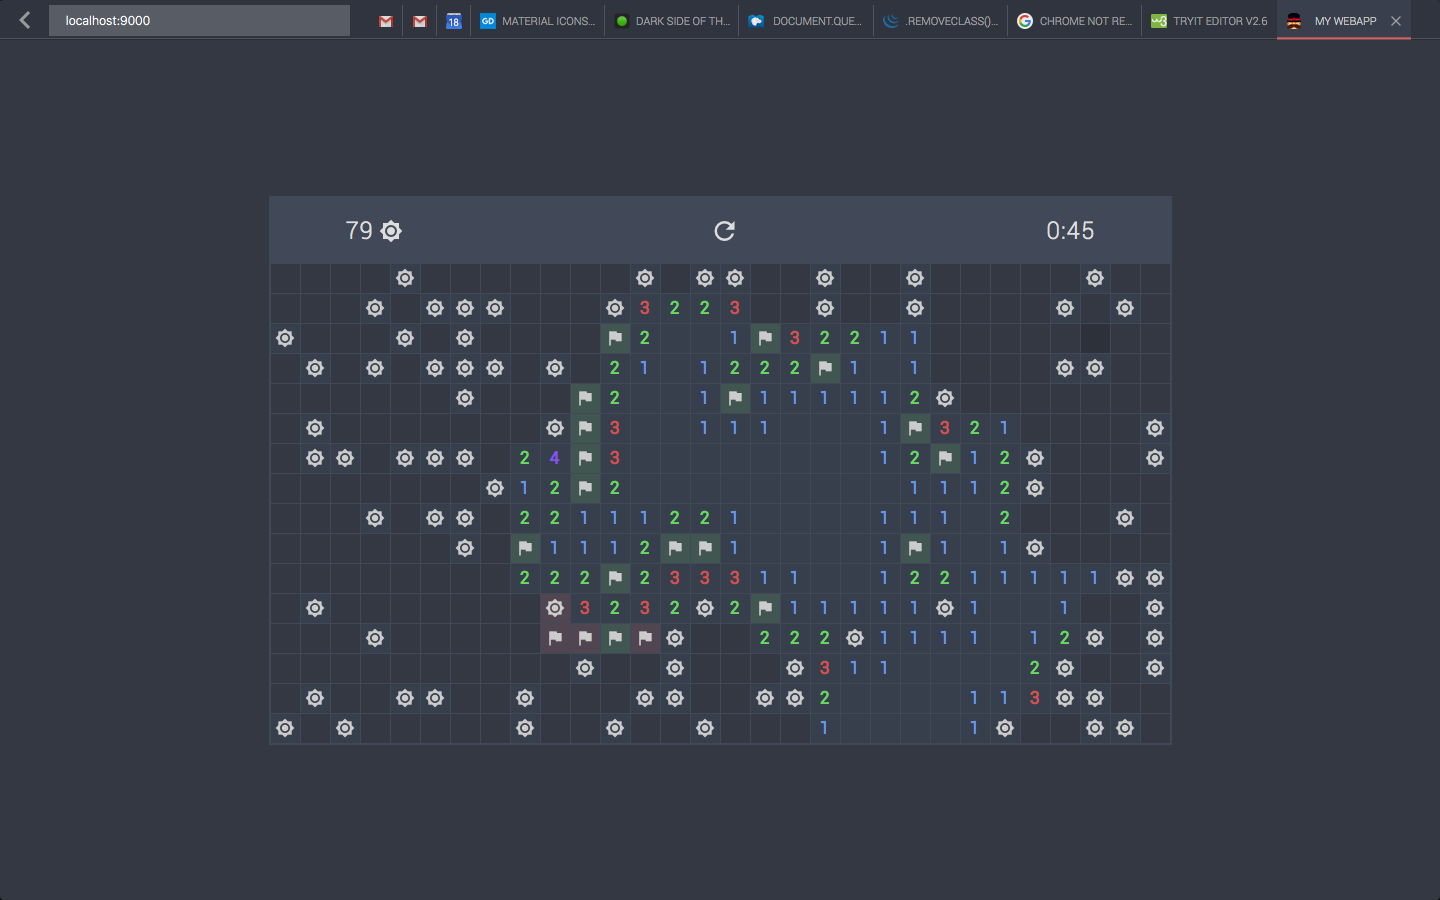 localhost:9000
18
GD MATERIAL ICONS...
DARK SIDE OF TH...
DOCUMENT.QUE...
.REMOVECLASS()...
CHROME NOT RE...
w3 TRYIT EDITOR V2.6
MY WEBAPP
79
0:45
3 2 2 3
2 1 3 2 2 1 1
2 1 1 2 2 2 1 1
2 1 1 1 1 1 1 2
3 1 1 1 1 3 2 1
2 4 3 1 2 1 2
1 2 2 1 1 1 2
2 2 1 1 1 2 2 1 1 1 1 2
1 1 1 2 1 1 1 1
2 2 2 2 3 3 3 1 1 1 2 2 1 1 1 1 1
3 2 3 2 2 1 1 1 1 1 1 1
2 2 2 1 1 1 1 1 2
3 1 1 2
2 1 1 3
1 1